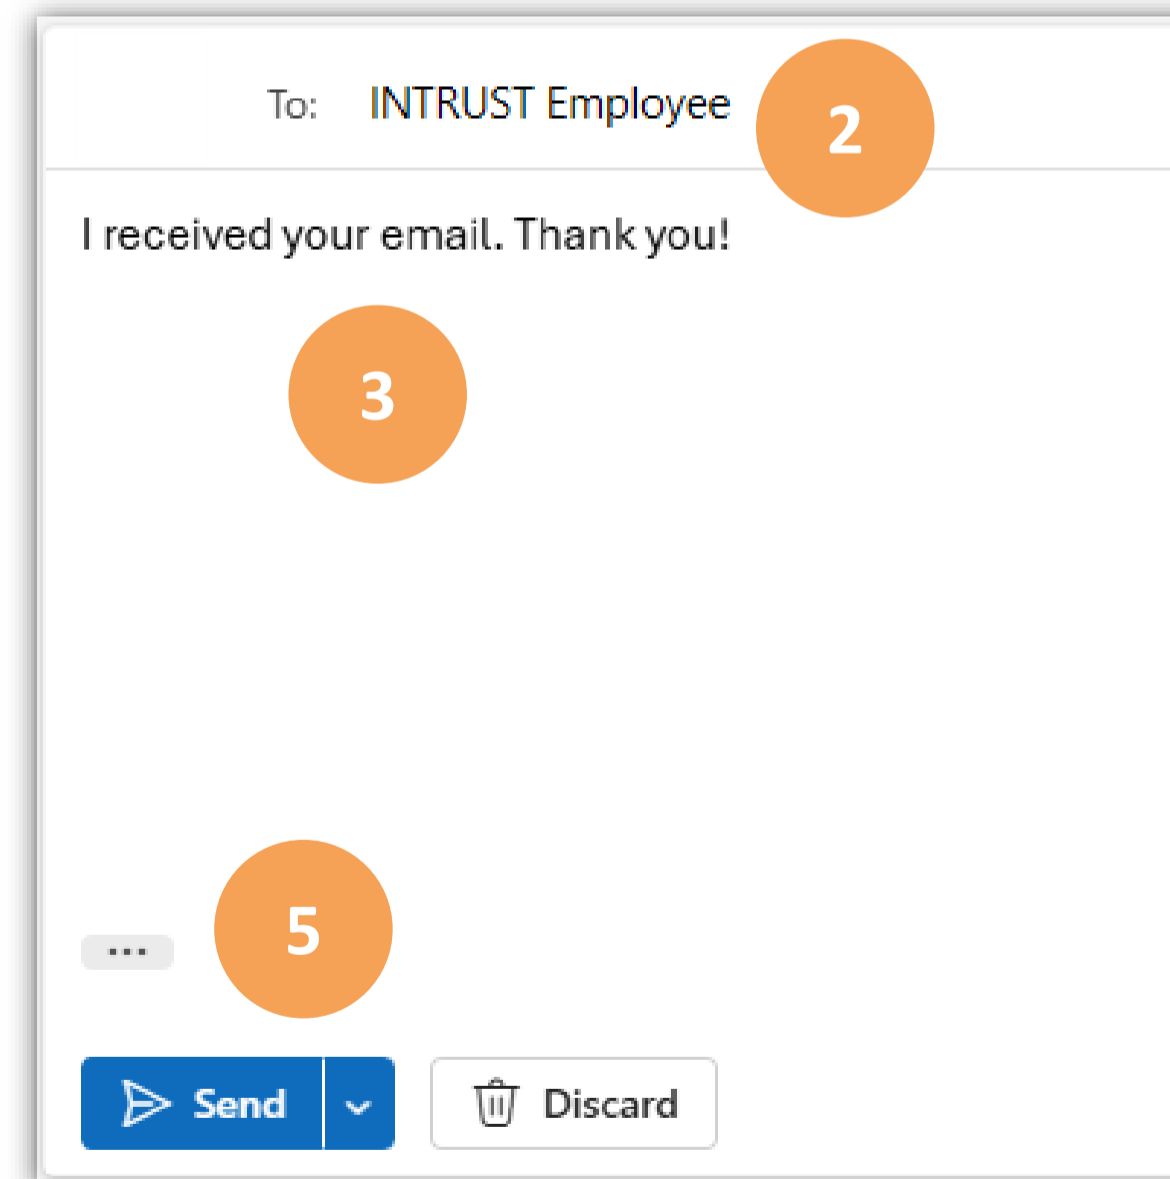 To: INTRUST Employee
2
I received your email. Thank you!
3
5
...
Send
Discard